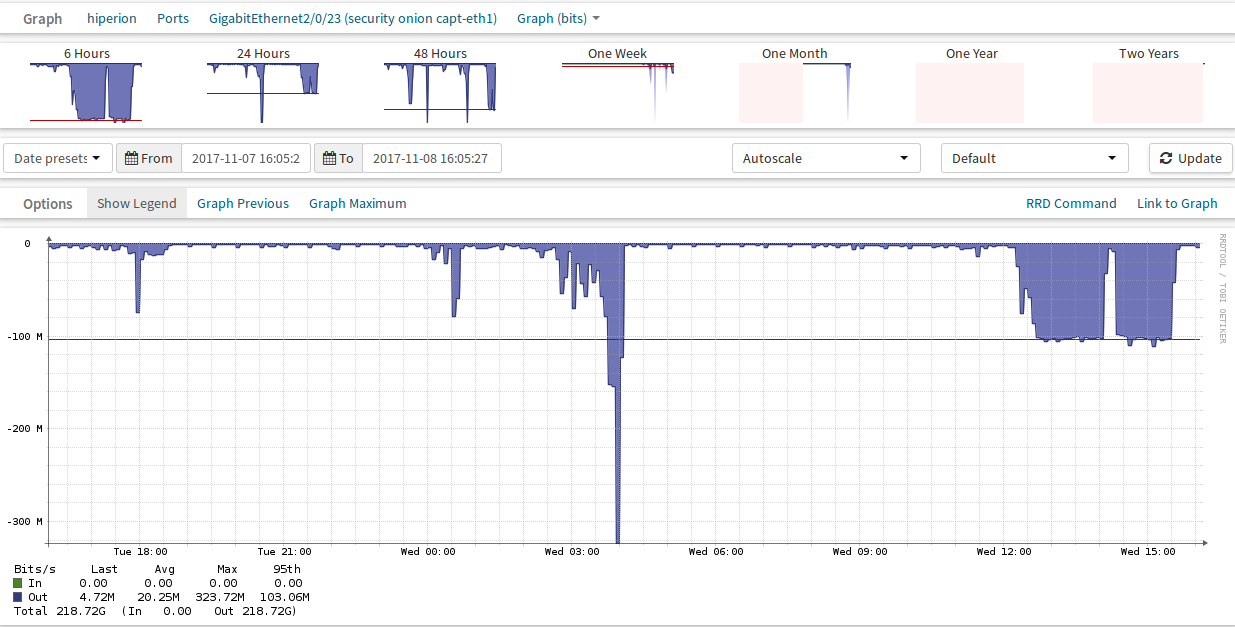 Graph hiperion Ports GigabitEthernet2/0/23 (security onion capt-eth1) Graph (bits)
6 Hours 24 Hours 48 Hours One Week One Month One Year Two Years
Date presets From 2017-11-07 16:05:2 To 2017-11-08 16:05:27 Autoscale Default Update
Options Show Legend Graph Previous Graph Maximum RRD Command Link to Graph
RRDTOOL / TOBI OETIKER
0
-100 M
-200 M
-300 M
Tue 18:00 Tue 21:00 Wed 00:00 Wed 03:00 Wed 06:00 Wed 09:00 Wed 12:00 Wed 15:00
Bits/s Last Avg Max 95th
In 0.00 0.00 0.00 0.00
Out 4.72M 20.25M 323.72M 103.06M
Total 218.72G (In 0.00 Out 218.72G)